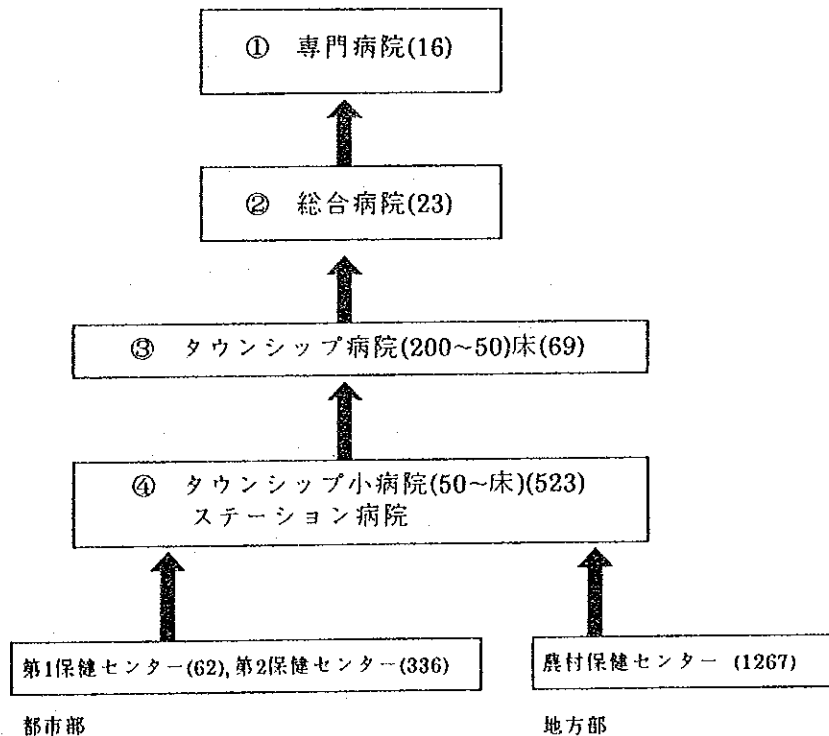 ① 専門病院(16)
② 総合病院(23)
③ タウンシップ病院(200~50)床(69)
④ タウンシップ小病院(50~床)(523)
ステーション病院
第1保健センター(62),第2保健センター(336)
農村保健センター (1267)
都市部
地方部